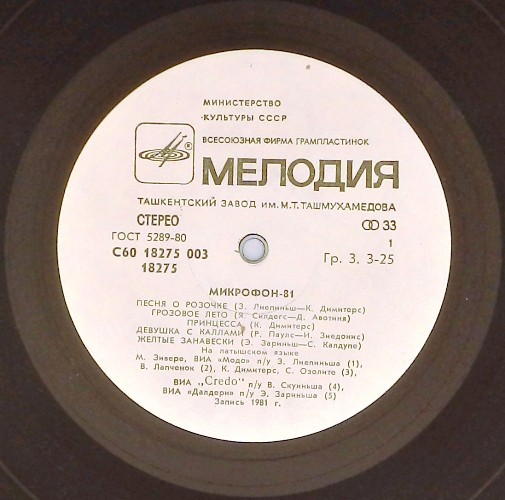 МИНИСТЕРСТВО
КУЛЬТУРЫ СССР
ВСЕСОЮЗНАЯ ФИРМА ГРАМПЛАСТИНОК
®
МЕЛОДИЯ
ТАШКЕНТСКИЙ ЗАВОД ИМ. М.Т.ТАШМУХАМЕДОВА
СТЕРЕО
33
ГОСТ 5289-80
1
С60 18275 003
Гр. 3. 3-25
18275
МИКРОФОН-81
ПЕСНЯ О РОЗОЧКЕ (З. Лиепиньш—К. Димитерс)
ГРОЗОВОЕ ЛЕТО (Я. Силдегс—Д. Авотиня)
ПРИНЦЕССА (К. Димитерс)
ДЕВУШКА С КАЛЛАМИ (Р. Паулс—И. Зиедонис)
ЖЕЛТЫЕ ЗАНАВЕСКИ (Э. Зариньш—С. Калдупе)
На латышском языке
М. Зивере, ВИА «Модо» п/у З. Лиепиньша (1),
В. Лапченок (2), К. Димитерс, С. Озолите (3),
ВИА „Credo" п/у В. Скуиньша (4),
ВИА «Далдери» п/у Э. Зариньша (5)
Запись 1981 г.